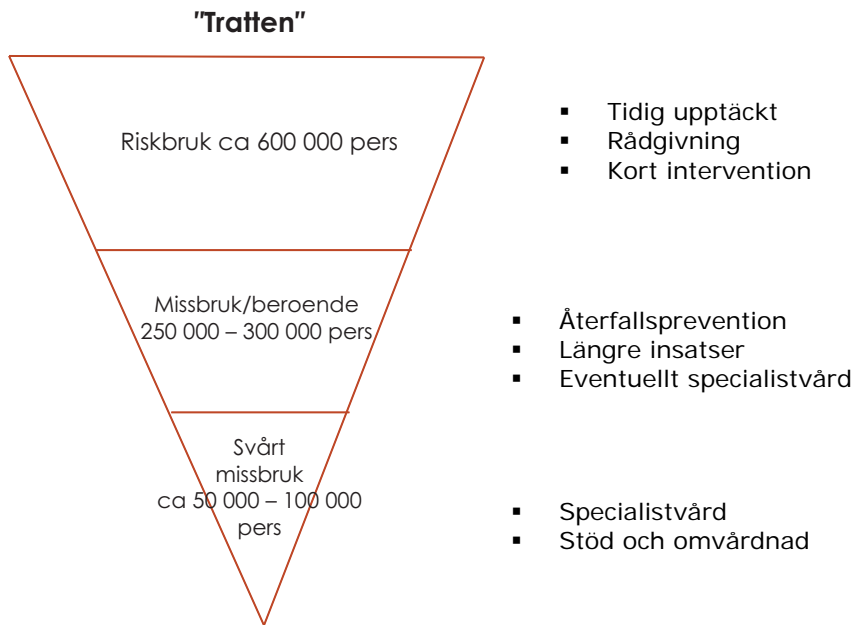 "Tratten"
Riskbruk ca 600 000 pers
▪ Tidig upptäckt
▪ Rådgivning
▪ Kort intervention
Missbruk/beroende
250 000 – 300 000 pers
▪ Återfallsprevention
▪ Längre insatser
▪ Eventuellt specialistvård
Svårt
missbruk
ca 50 000 – 100 000
pers
▪ Specialistvård
▪ Stöd och omvårdnad